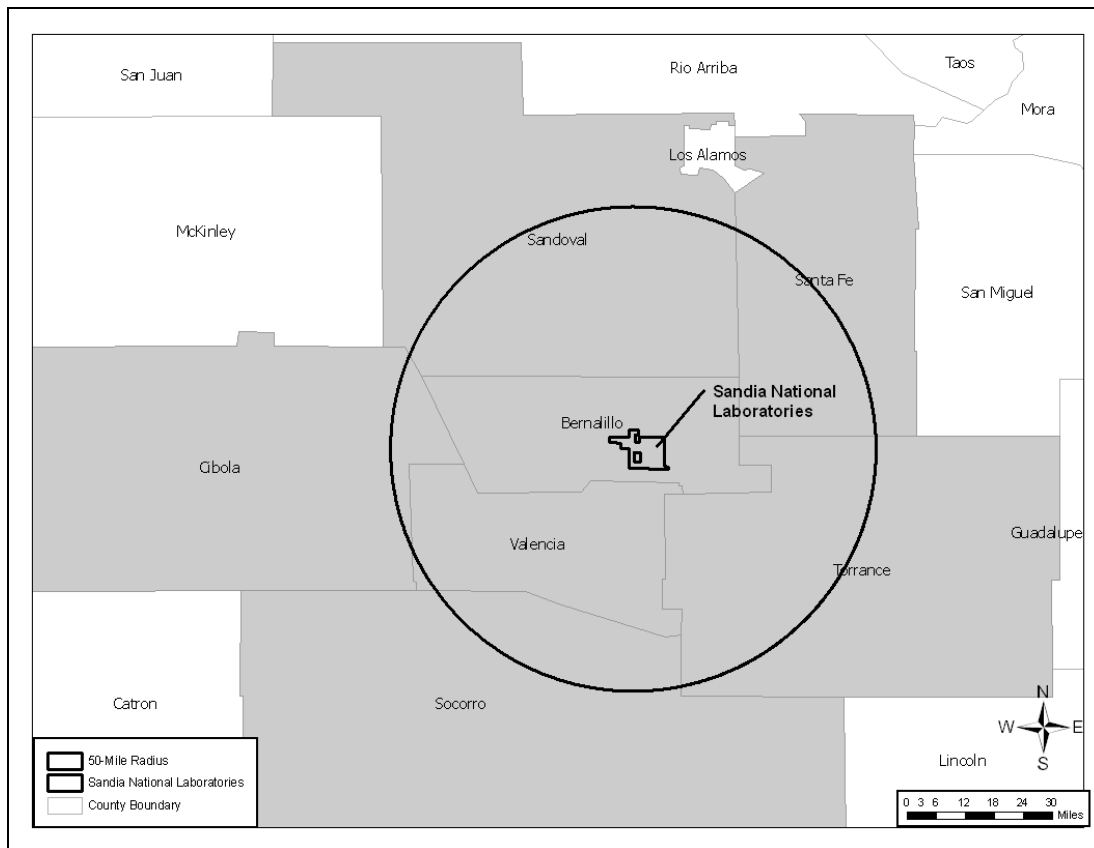 San Juan
Rio Arriba
Taos
Mora
Los Alamos
McKinley
Sandoval
Santa Fe
San Miguel
Sandia National
Laboratories
Bernalillo
Cibola
Valencia
Guadalupe
Torrance
Catron
Socorro
Lincoln
N
W
E
S
50-Mile Radius
Sandia National Laboratories
County Boundary
0 3 6 12 18 24 30
Miles